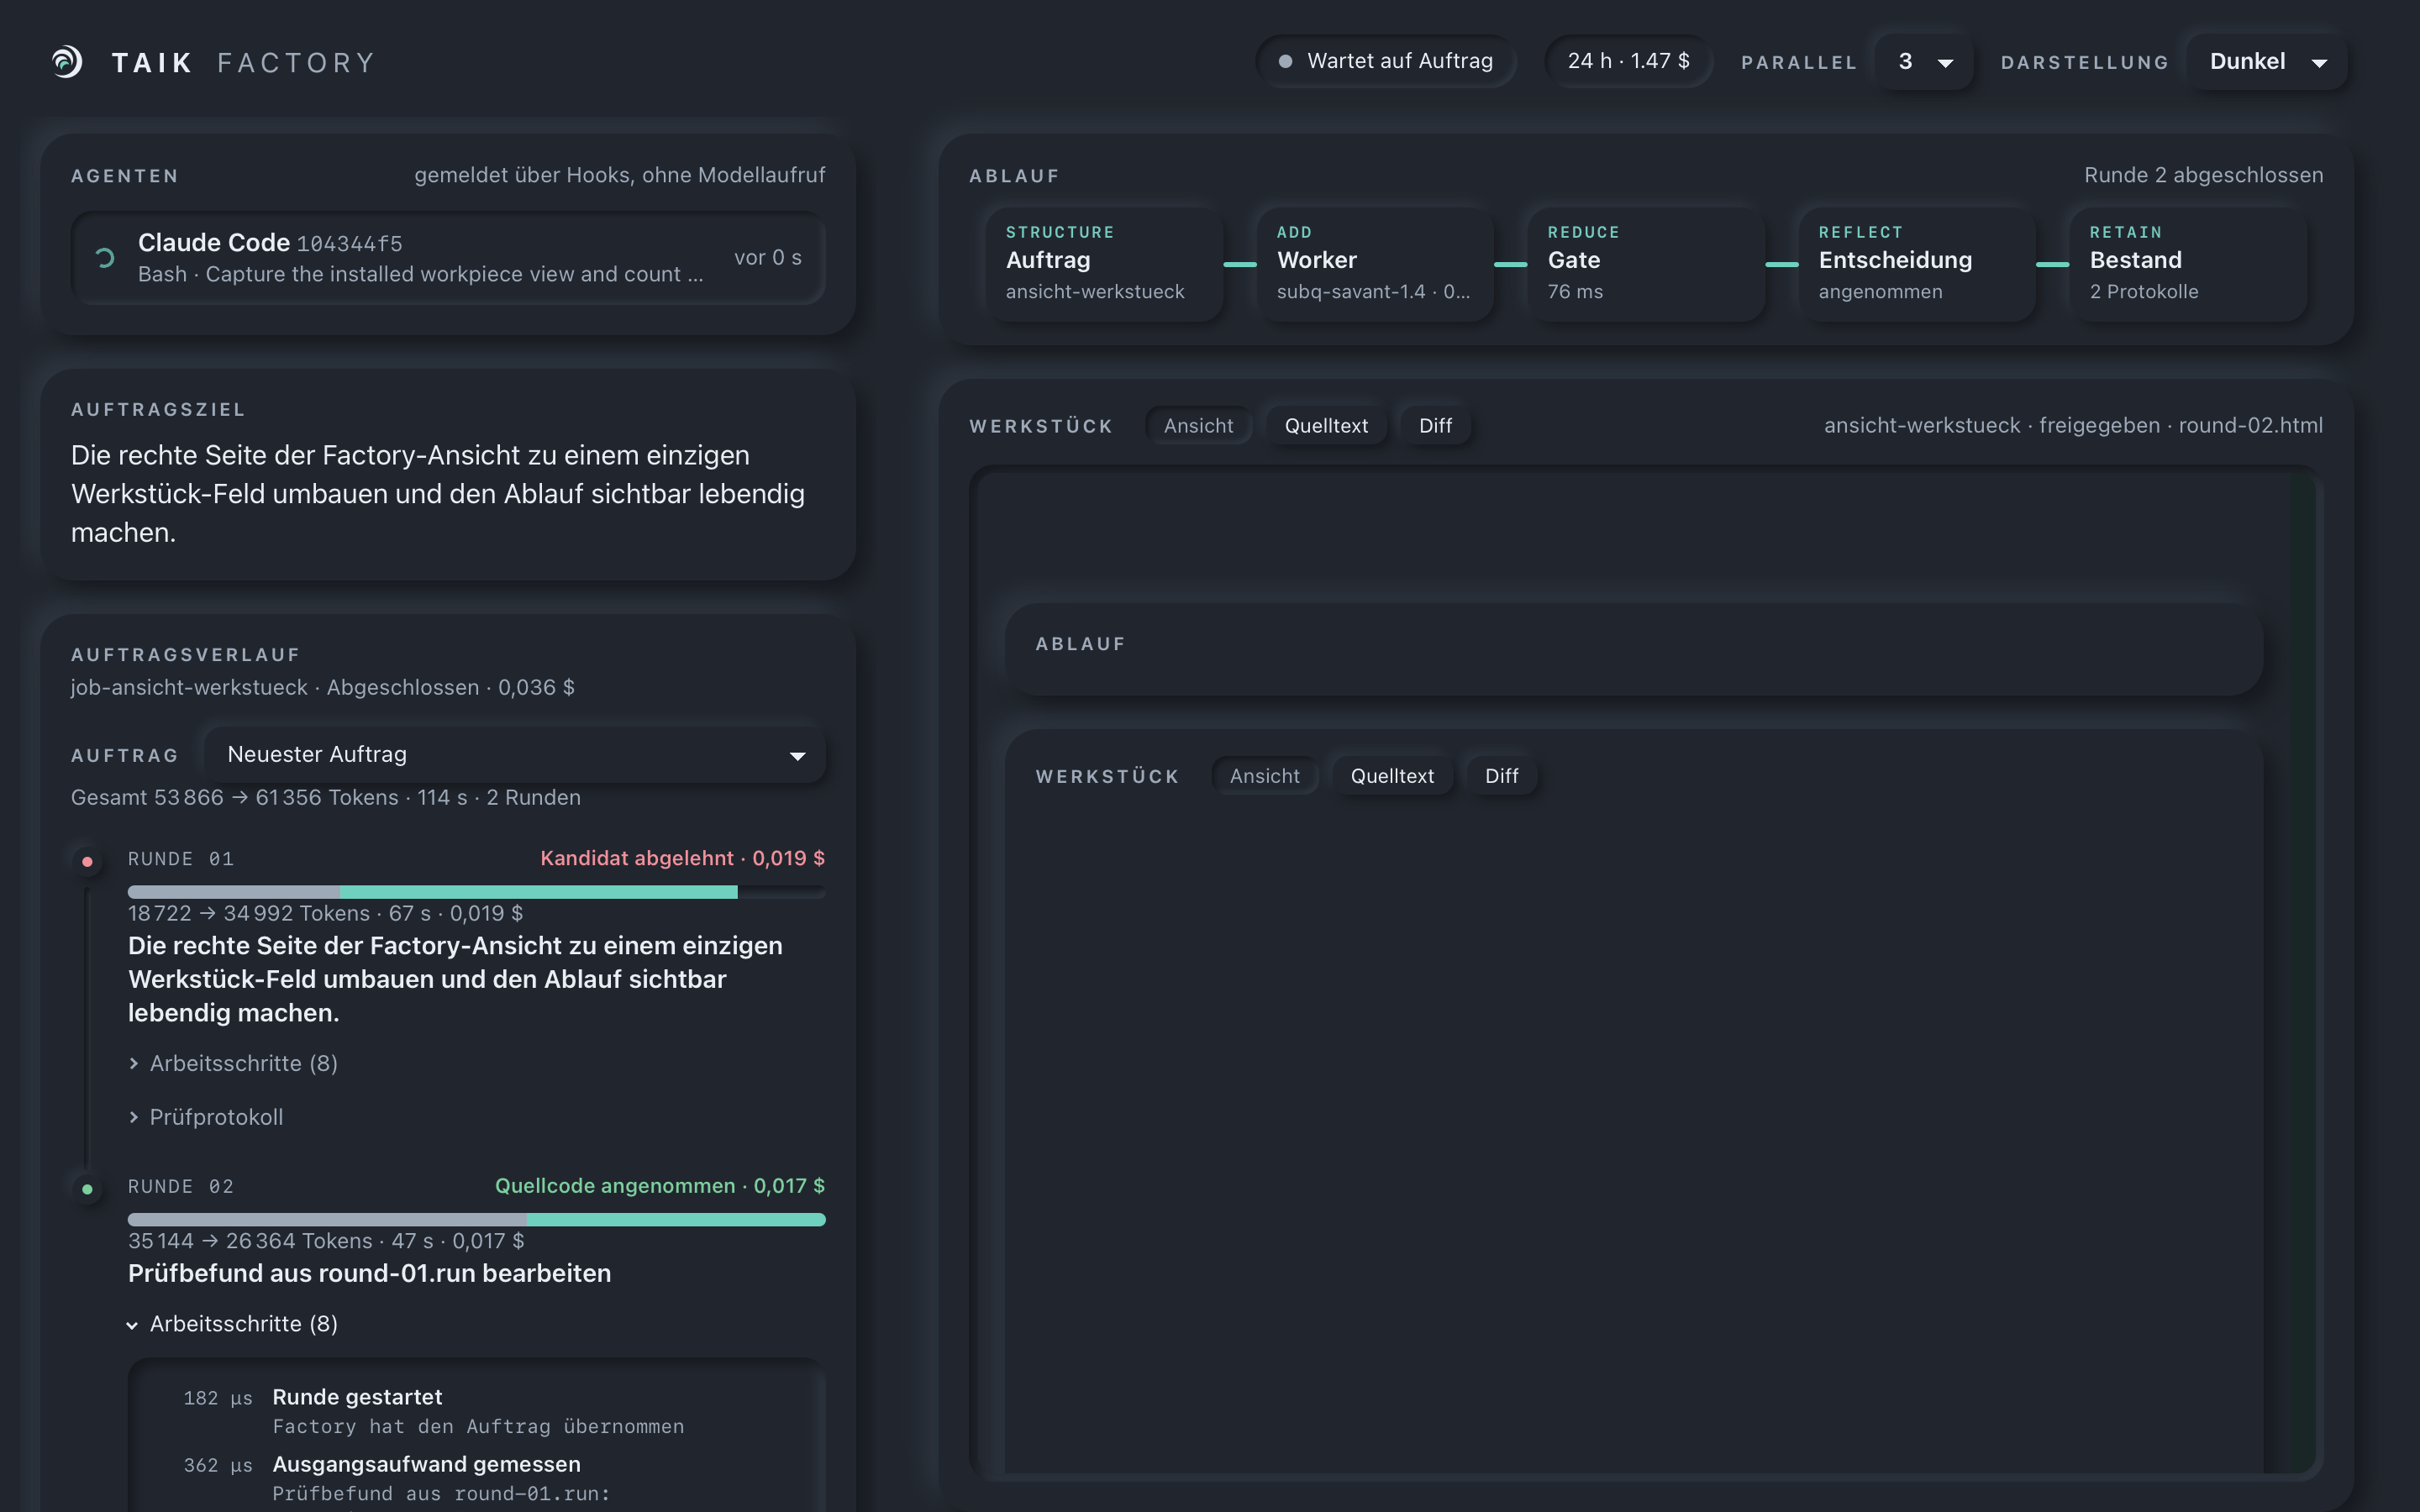 TAIK FACTORY
Wartet auf Auftrag
24 h · 1.47 $
PARALLEL
3
DARSTELLUNG
Dunkel
AGENTEN
gemeldet über Hooks, ohne Modellaufruf
Claude Code 104344f5
Bash · Capture the installed workpiece view and count ...
vor 0 s
AUFTRAGSZIEL
Die rechte Seite der Factory-Ansicht zu einem einzigen
Werkstück-Feld umbauen und den Ablauf sichtbar lebendig
machen.
AUFTRAGSVERLAUF
job-ansicht-werkstueck · Abgeschlossen · 0,036 $
AUFTRAG
Neuester Auftrag
Gesamt 53 866 → 61 356 Tokens · 114 s · 2 Runden
RUNDE 01
Kandidat abgelehnt · 0,019 $
18 722 → 34 992 Tokens · 67 s · 0,019 $
Die rechte Seite der Factory-Ansicht zu einem einzigen
Werkstück-Feld umbauen und den Ablauf sichtbar
lebendig machen.
Arbeitsschritte (8)
Prüfprotokoll
RUNDE 02
Quellcode angenommen · 0,017 $
35 144 → 26 364 Tokens · 47 s · 0,017 $
Prüfbefund aus round-01.run bearbeiten
Arbeitsschritte (8)
182 µs Runde gestartet
Factory hat den Auftrag übernommen
362 µs Ausgangsaufwand gemessen
Prüfbefund aus round-01.run:
ABLAUF
Runde 2 abgeschlossen
STRUCTURE
Auftrag
ansicht-werkstueck
ADD
Worker
subq-savant-1.4 · 0...
REDUCE
Gate
76 ms
REFLECT
Entscheidung
angenommen
RETAIN
Bestand
2 Protokolle
WERKSTÜCK
Ansicht
Quelltext
Diff
ansicht-werkstueck · freigegeben · round-02.html
ABLAUF
WERKSTÜCK
Ansicht
Quelltext
Diff